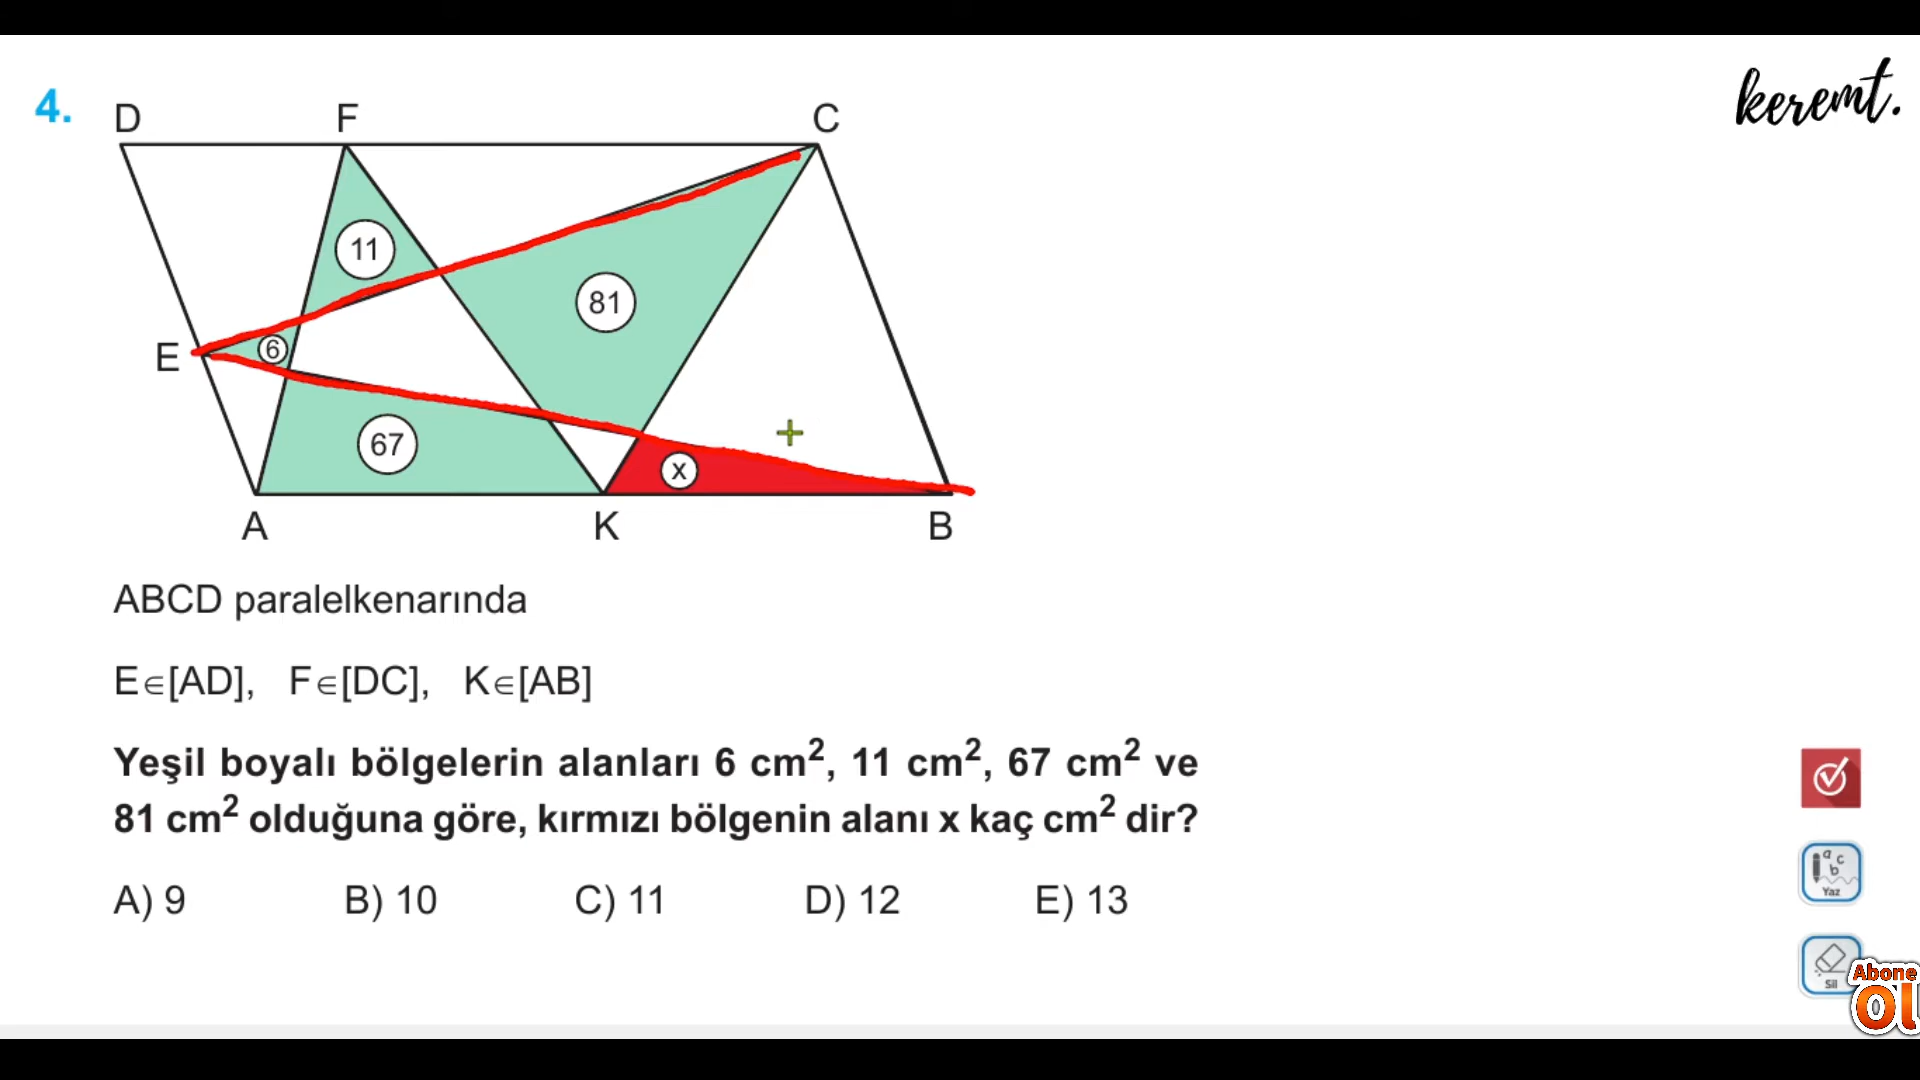 keremt.
4.
D F C
11
81
E
6
67
x
A K B
ABCD paralelkenarında
E∈[AD], F∈[DC], K∈[AB]
Yeşil boyalı bölgelerin alanları 6 cm², 11 cm², 67 cm² ve
81 cm² olduğuna göre, kırmızı bölgenin alanı x kaç cm² dir?
A) 9 B) 10 C) 11 D) 12 E) 13
a b c
Yaz
Sil
Abone
Ol